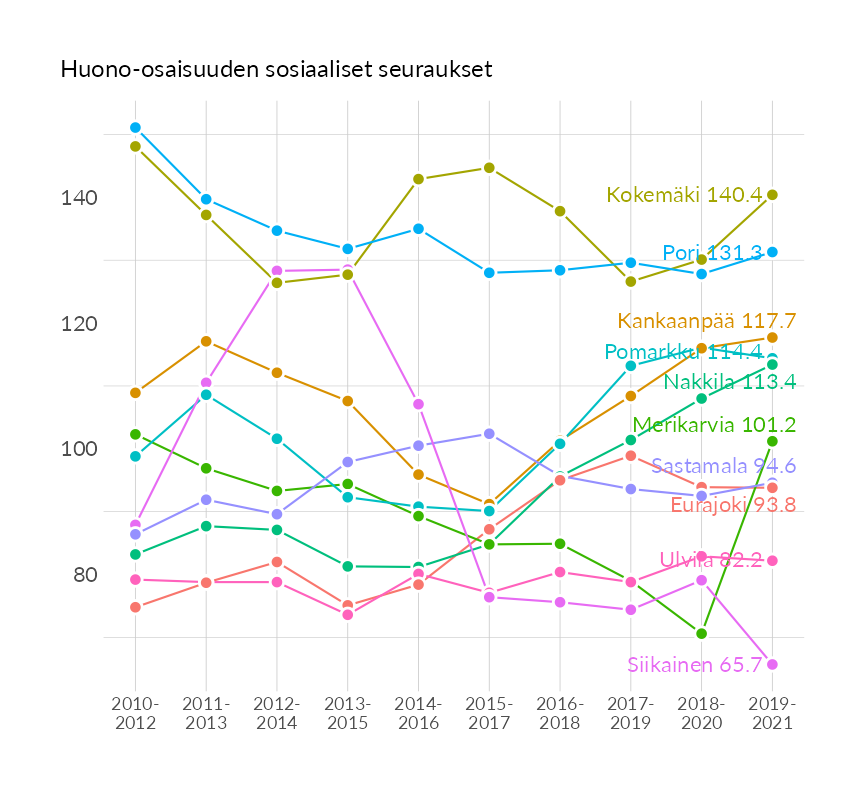 Huono-osaisuuden sosiaaliset seuraukset
140
120
100
80
Kokemäki 140.4
Pori 131.3
Kankaanpää 117.7
Pomarkku 114.4
Nakkila 113.4
Merikarvia 101.2
Sastamala 94.6
Eurajoki 93.8
Ulvila 82.2
Siikainen 65.7
2010- 2011- 2012- 2013- 2014- 2015- 2016- 2017- 2018- 2019-
2012 2013 2014 2015 2016 2017 2018 2019 2020 2021